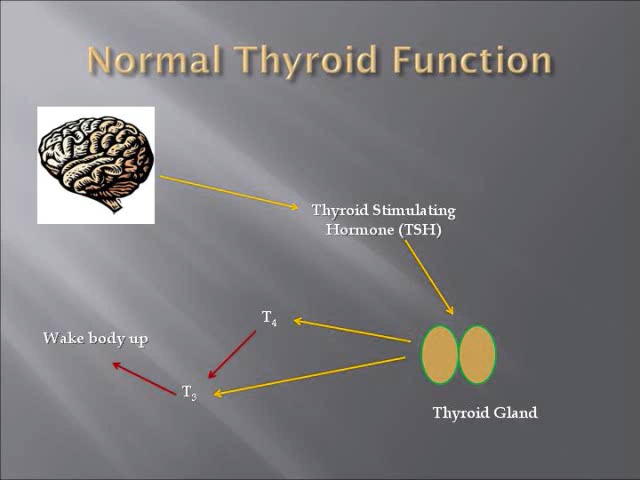 Normal Thyroid Function
Thyroid Stimulating
Hormone (TSH)
T₄
Wake body up
T₃
Thyroid Gland